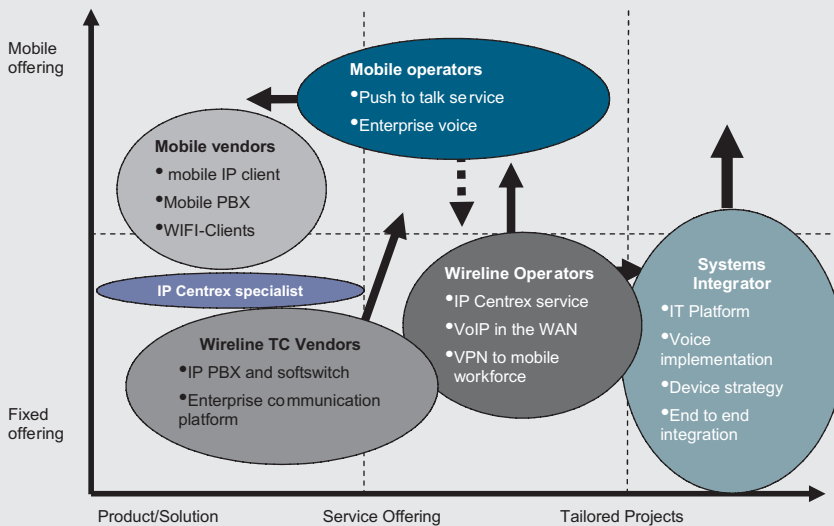 Mobile
offering
Mobile operators
•Push to talk service
•Enterprise voice
Mobile vendors
• mobile IP client
•Mobile PBX
•WIFI-Clients
IP Centrex specialist
Wireline TC Vendors
•IP PBX and softswitch
•Enterprise communication
platform
Wireline Operators
•IP Centrex service
•VoIP in the WAN
•VPN to mobile
workforce
Systems
Integrator
•IT Platform
•Voice
implementation
•Device strategy
•End to end
integration
Fixed
offering
Product/Solution
Service Offering
Tailored Projects